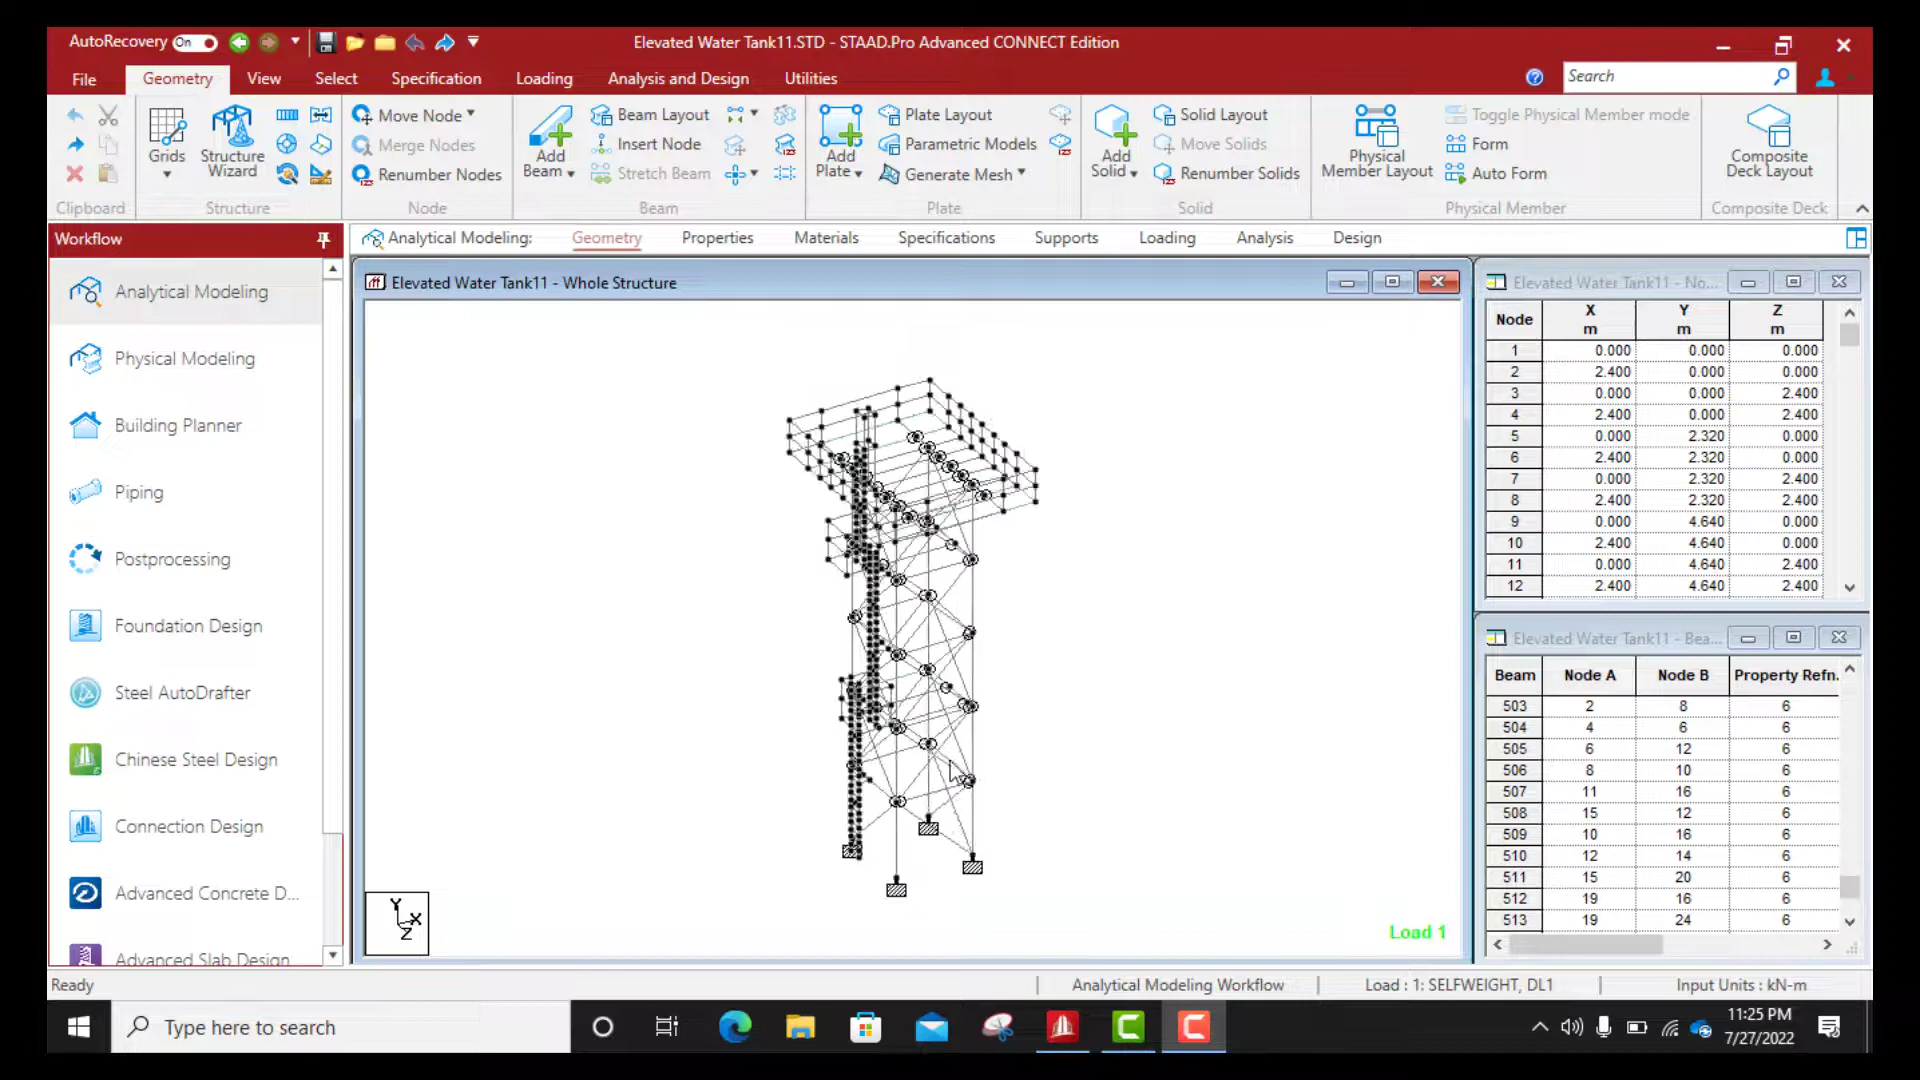 AutoRecovery On
Elevated Water Tank11.STD - STAAD.Pro Advanced CONNECT Edition
File Geometry View Select Specification Loading Analysis and Design Utilities
Search
Grids
Structure Wizard
Move Node
Merge Nodes
Renumber Nodes
Add Beam
Beam Layout
Insert Node
Stretch Beam
Add Plate
Plate Layout
Parametric Models
Generate Mesh
Add Solid
Solid Layout
Move Solids
Renumber Solids
Physical Member Layout
Toggle Physical Member mode
Form
Auto Form
Composite Deck Layout
Clipboard Structure Node Beam Plate Solid Physical Member Composite Deck
Workflow
Analytical Modeling: Geometry Properties Materials Specifications Supports Loading Analysis Design
Analytical Modeling
Physical Modeling
Building Planner
Piping
Postprocessing
Foundation Design
Steel AutoDrafter
Chinese Steel Design
Connection Design
Advanced Concrete D...
Advanced Slab Design
Elevated Water Tank11 - Whole Structure
Y
X
Z
Load 1
Elevated Water Tank11 - No...
Node X m Y m Z m
1 0.000 0.000 0.000
2 2.400 0.000 0.000
3 0.000 0.000 2.400
4 2.400 0.000 2.400
5 0.000 2.320 0.000
6 2.400 2.320 0.000
7 0.000 2.320 2.400
8 2.400 2.320 2.400
9 0.000 4.640 0.000
10 2.400 4.640 0.000
11 0.000 4.640 2.400
12 2.400 4.640 2.400
Elevated Water Tank11 - Bea...
Beam Node A Node B Property Refn.
503 2 8 6
504 4 6 6
505 6 12 6
506 8 10 6
507 11 16 6
508 15 12 6
509 10 16 6
510 12 14 6
511 15 20 6
512 19 16 6
513 19 24 6
Ready
Analytical Modeling Workflow
Load : 1: SELFWEIGHT, DL1
Input Units : kN-m
Type here to search
11:25 PM
7/27/2022